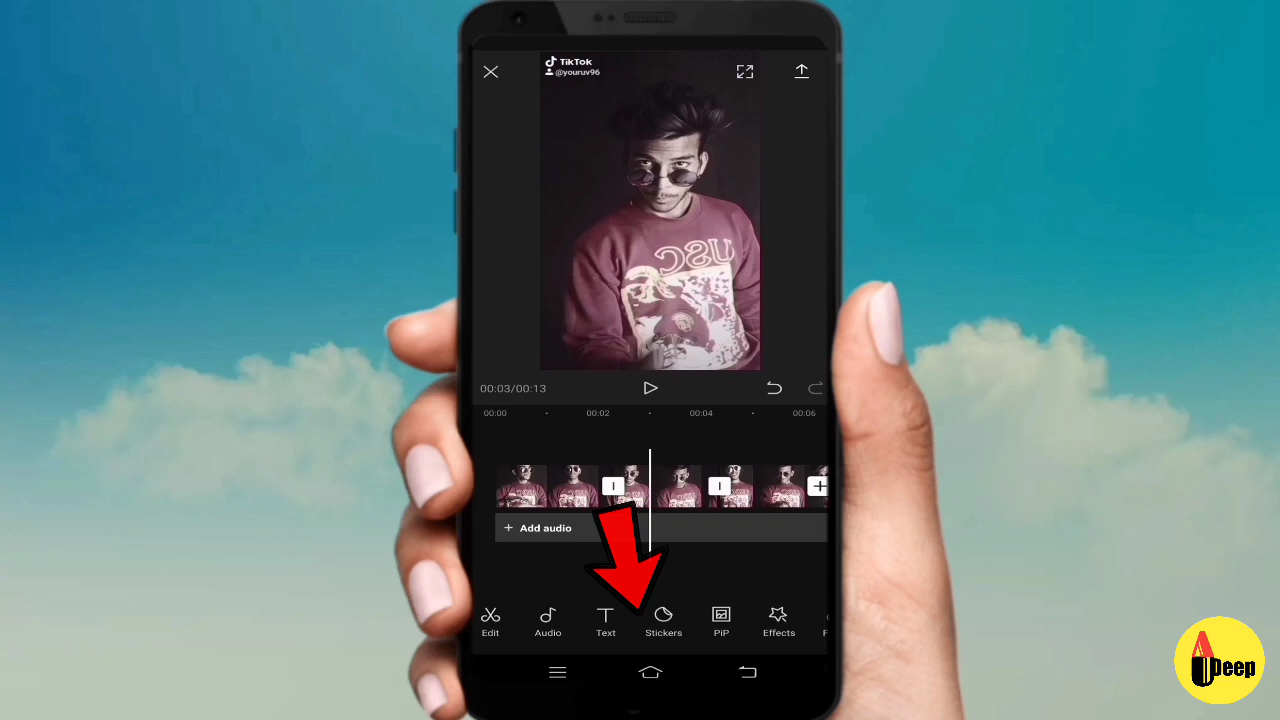 TikTok
@youruv96
USC
00:03/00:13
00:00
00:02
00:04
00:06
+ Add audio
Edit
Audio
Text
Stickers
PiP
Effects
F
Deep